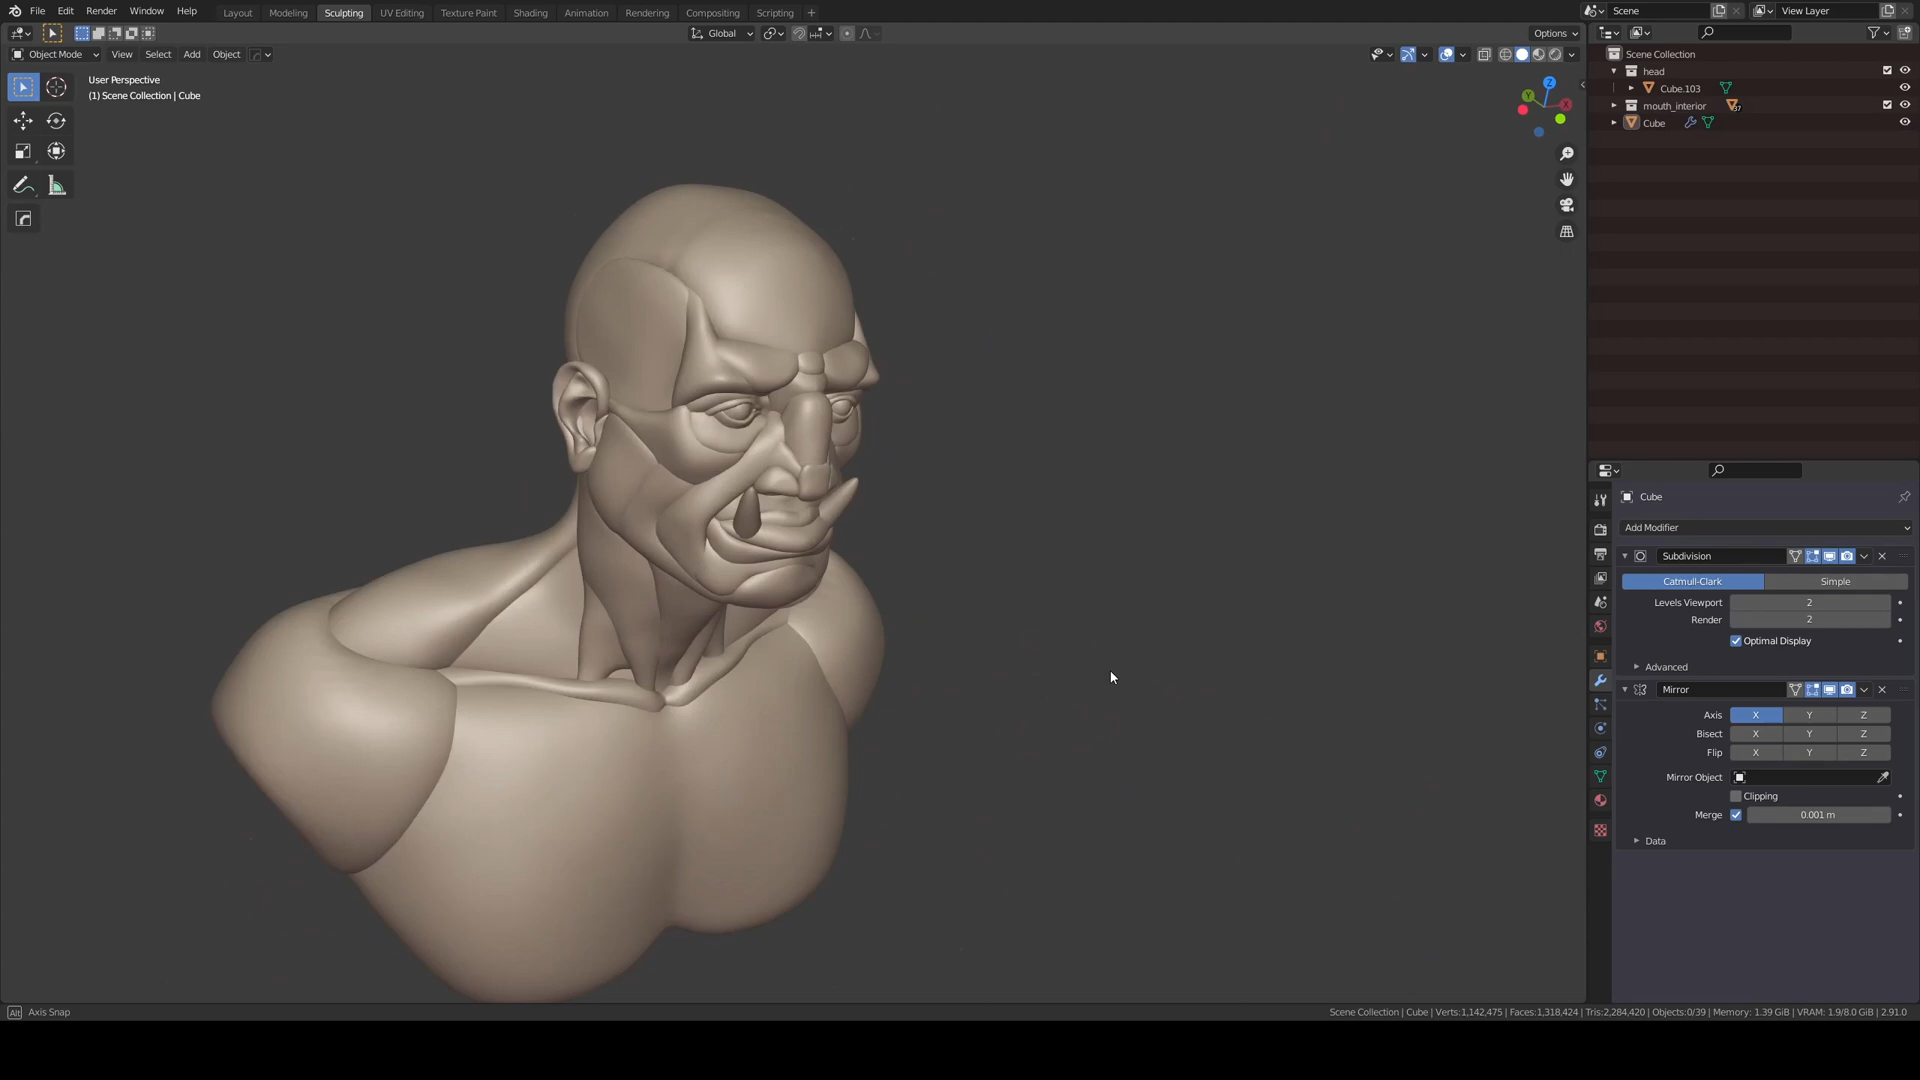 File Edit Render Window Help Layout Modeling Sculpting UV Editing Texture Paint Shading Animation Rendering Compositing Scripting + Scene View Layer
Global Options
Object Mode View Select Add Object
User Perspective
(1) Scene Collection | Cube
Z
Y
X
Scene Collection
head
Cube.103
mouth_interior 37
Cube
Cube
Add Modifier
Subdivision
Catmull-Clark Simple
Levels Viewport 2
Render 2
Optimal Display
Advanced
Mirror
Axis X Y Z
Bisect X Y Z
Flip X Y Z
Mirror Object
Clipping
Merge 0.001 m
Data
Alt Axis Snap Scene Collection | Cube | Verts:1,142,475 | Faces:1,318,424 | Tris:2,284,420 | Objects:0/39 | Memory: 1.39 GiB | VRAM: 1.9/8.0 GiB | 2.91.0